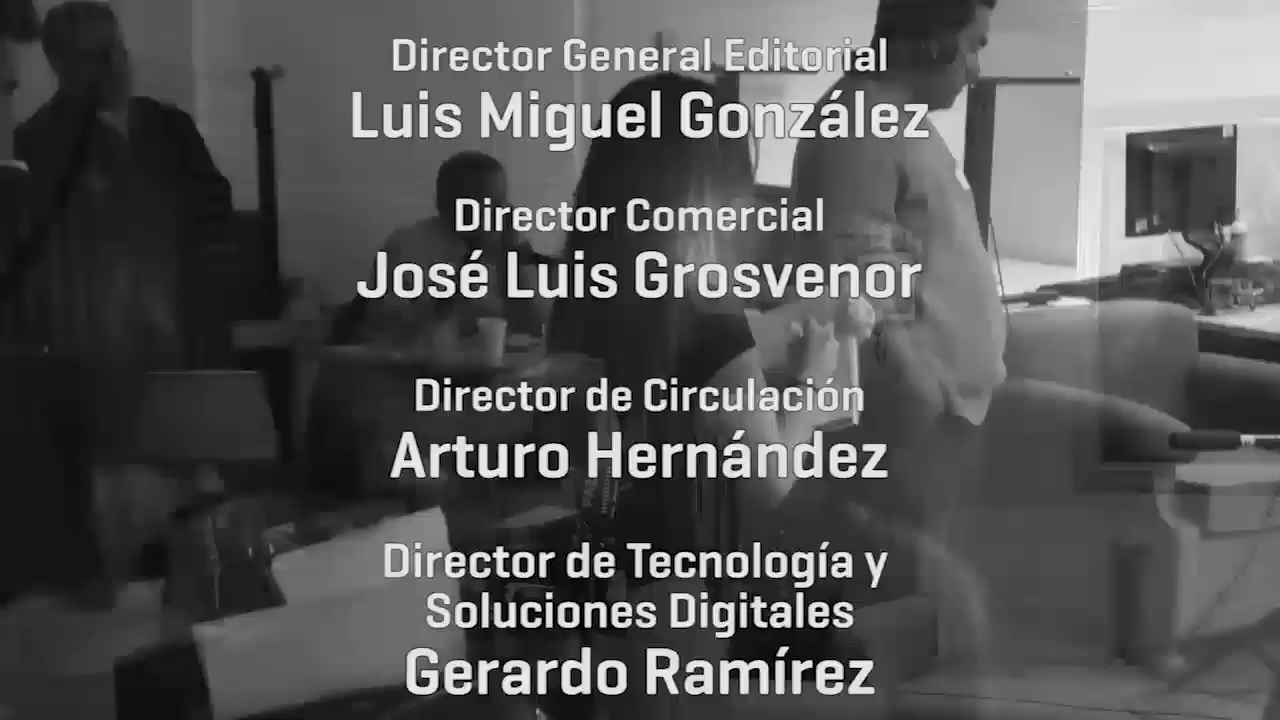 Director General Editorial
Luis Miguel González
Director Comercial
José Luis Grosvenor
Director de Circulación
Arturo Hernández
Director de Tecnología y
Soluciones Digitales
Gerardo Ramírez